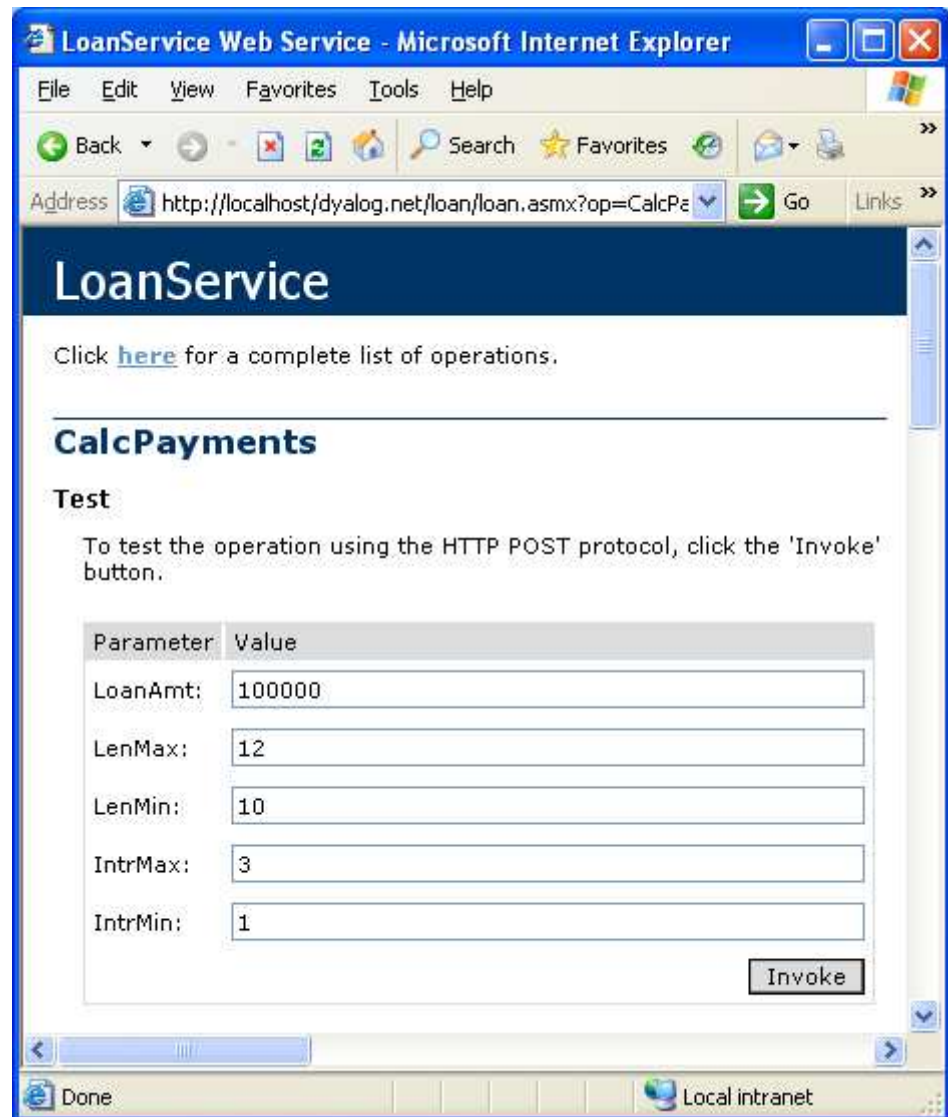 LoanService Web Service - Microsoft Internet Explorer
File Edit View Favorites Tools Help
Back Search Favorites »
Address http://localhost/dyalog.net/loan/loan.asmx?op=CalcPa Go Links »
LoanService
Click here for a complete list of operations.
CalcPayments
Test
To test the operation using the HTTP POST protocol, click the 'Invoke'
button.
Parameter Value
LoanAmt: 100000
LenMax: 12
LenMin: 10
IntrMax: 3
IntrMin: 1
Invoke
Done Local intranet